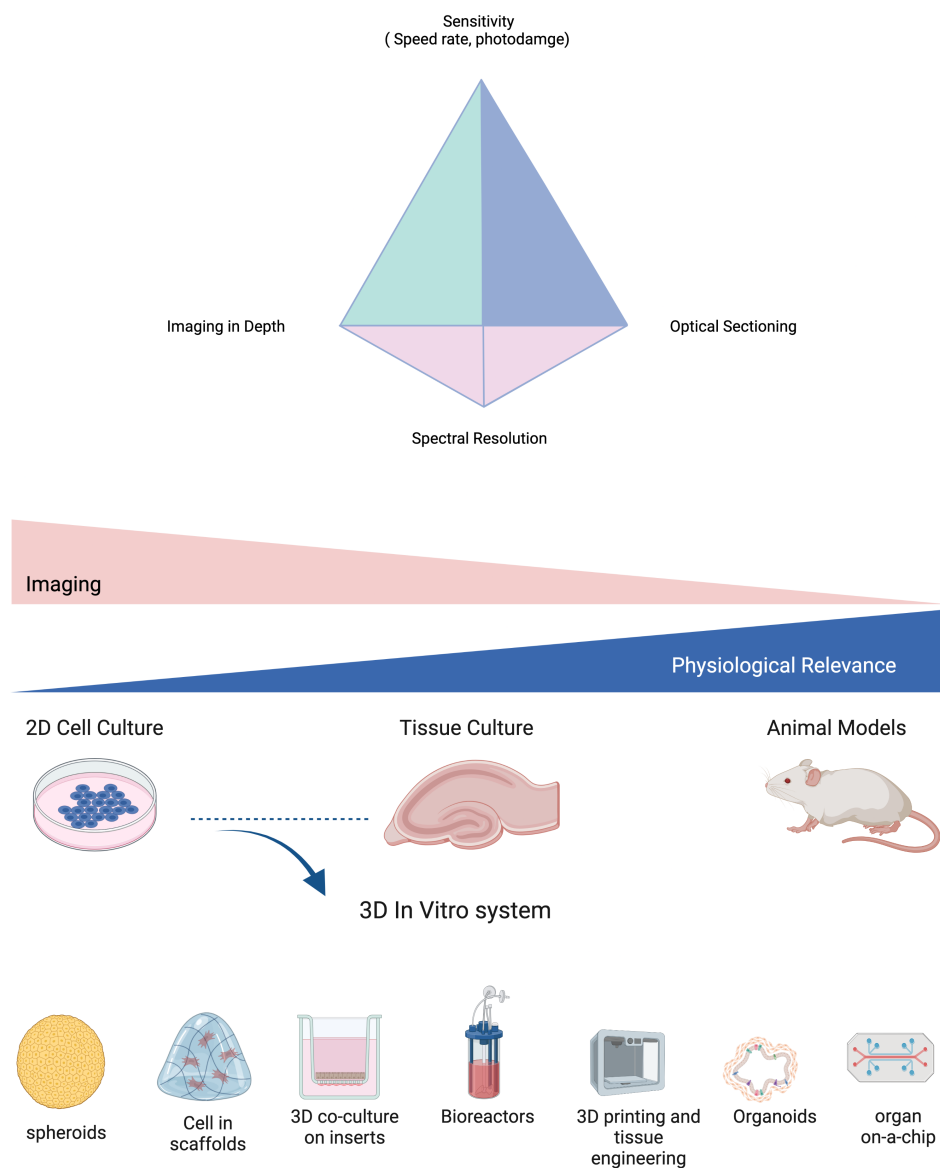 Sensitivity
( Speed rate, photodamge)
Imaging in Depth
Optical Sectioning
Spectral Resolution
Imaging
Physiological Relevance
2D Cell Culture
Tissue Culture
Animal Models
3D In Vitro system
spheroids
Cell in
scaffolds
3D co-culture
on inserts
Bioreactors
3D printing and
tissue
engineering
Organoids
organ
on-a-chip